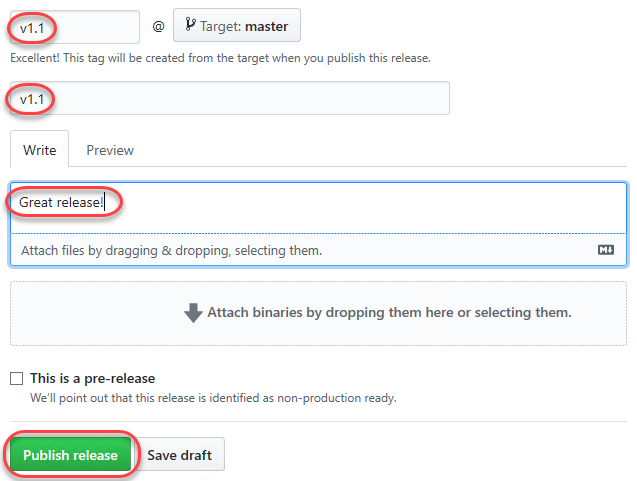 v1.1 @ Target: master
Excellent! This tag will be created from the target when you publish this release.
v1.1
Write Preview
Great release!
Attach files by dragging & dropping, selecting them.
Attach binaries by dropping them here or selecting them.
This is a pre-release
We'll point out that this release is identified as non-production ready.
Publish release Save draft